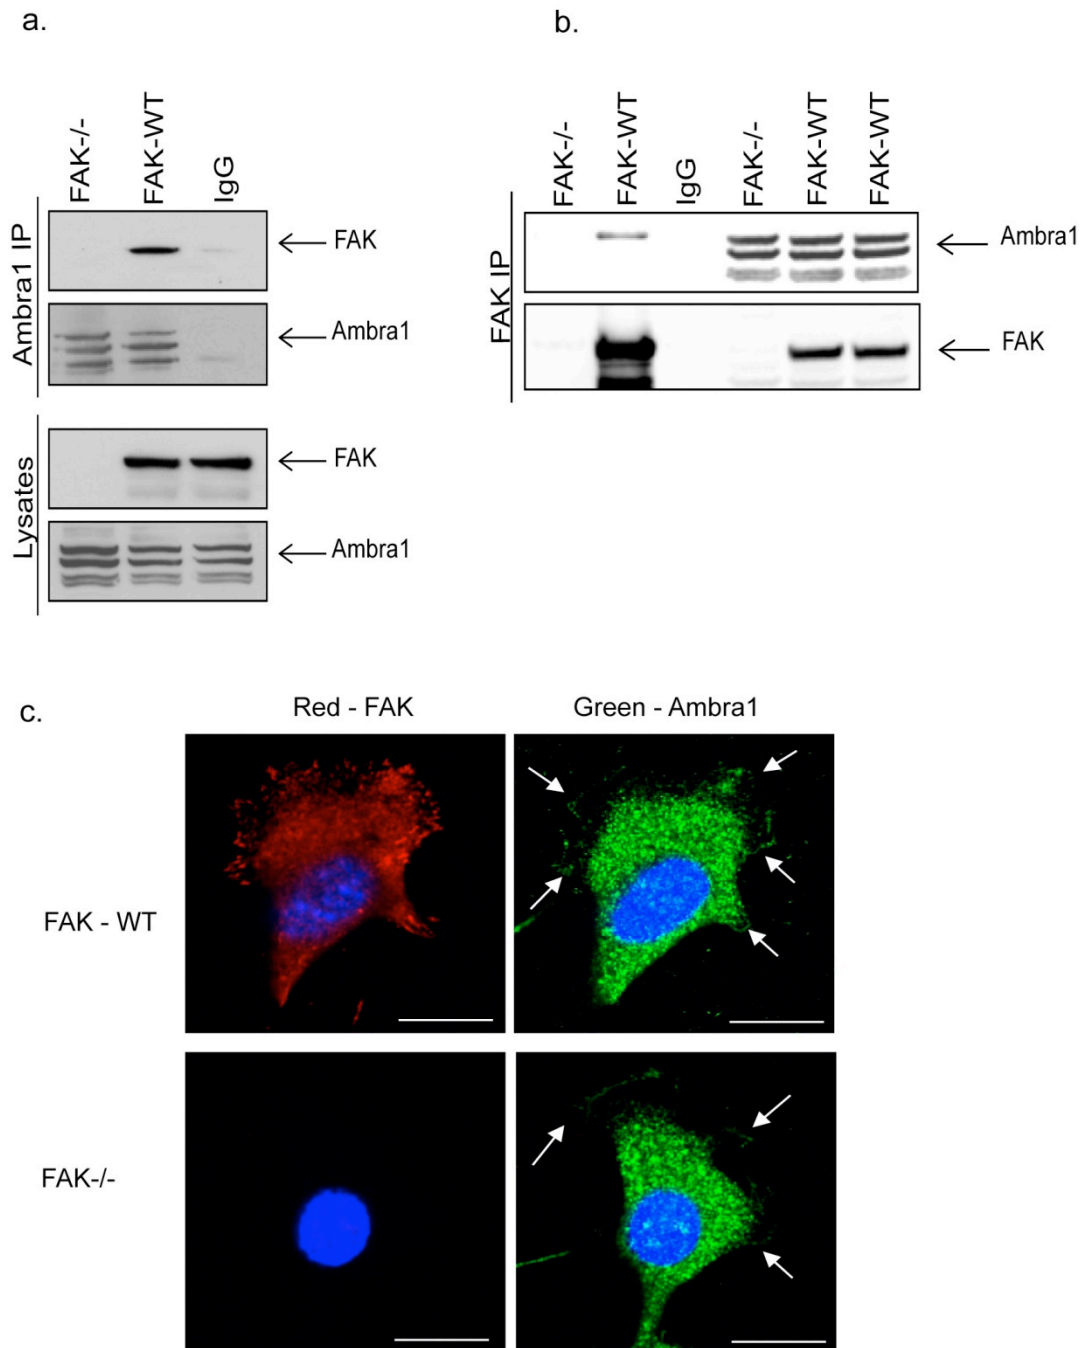 a.
FAK-/-
FAK-WT
IgG
Ambra1 IP
FAK
Ambra1
Lysates
FAK
Ambra1
b.
FAK-/-
FAK-WT
IgG
FAK-/-
FAK-WT
FAK-WT
FAK IP
Ambra1
FAK
c.
Red - FAK
Green - Ambra1
FAK - WT
FAK-/-